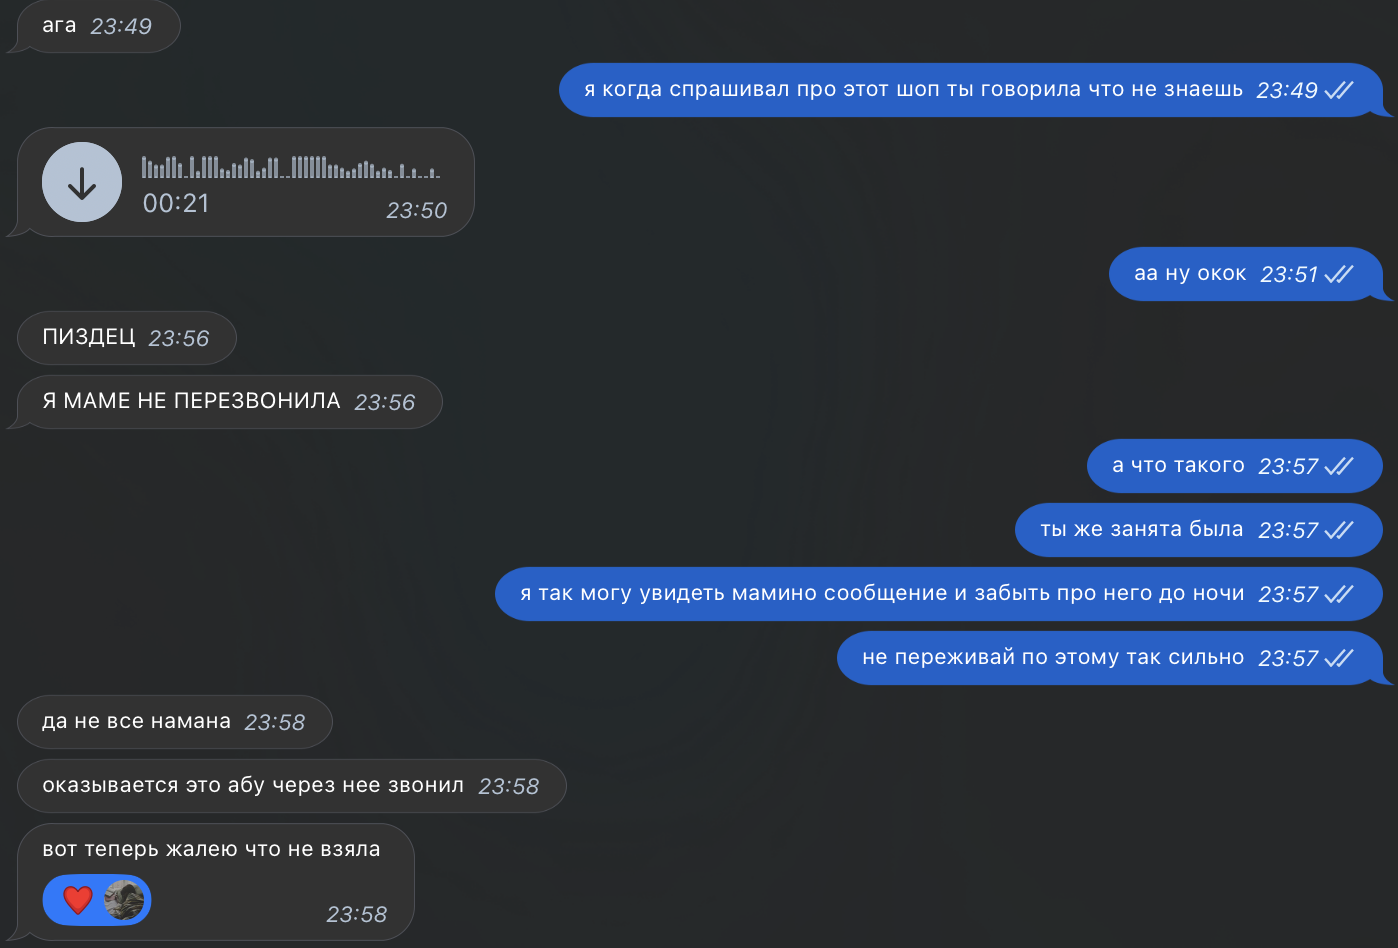 ага 23:49
я когда спрашивал про этот шоп ты говорила что не знаешь 23:49
00:21
23:50
аа ну окок 23:51
ПИЗДЕЦ 23:56
Я МАМЕ НЕ ПЕРЕЗВОНИЛА 23:56
а что такого 23:57
ты же занята была 23:57
я так могу увидеть мамино сообщение и забыть про него до ночи 23:57
не переживай по этому так сильно 23:57
да не все намана 23:58
оказывается это абу через нее звонил 23:58
вот теперь жалею что не взяла
23:58